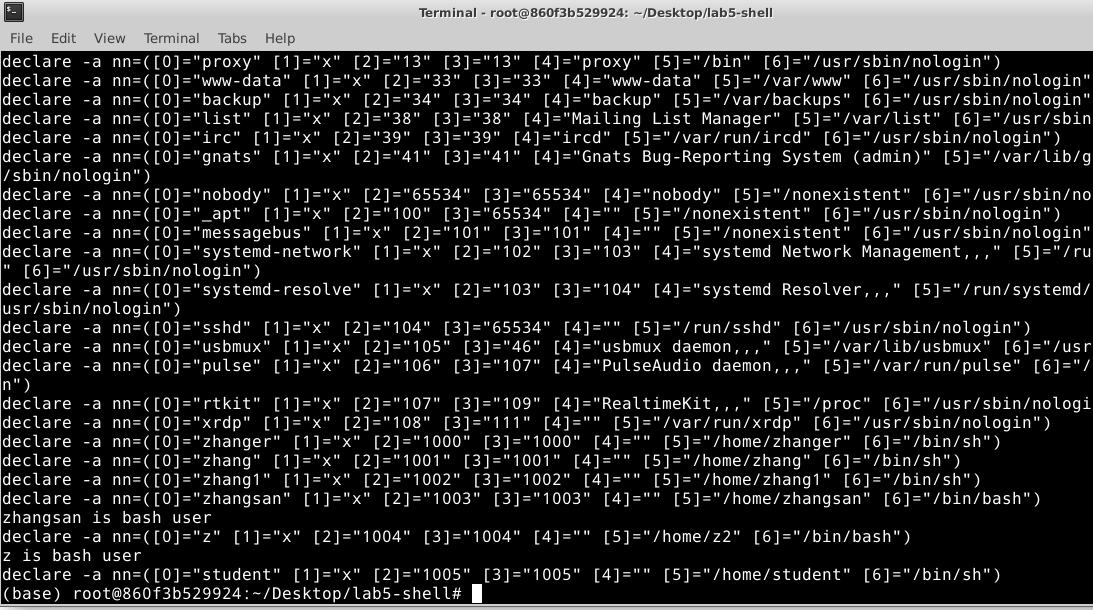 Terminal - root@860f3b529924: ~/Desktop/lab5-shell
File Edit View Terminal Tabs Help
declare -a nn=([0]="proxy" [1]="x" [2]="13" [3]="13" [4]="proxy" [5]="/bin" [6]="/usr/sbin/nologin")
declare -a nn=([0]="www-data" [1]="x" [2]="33" [3]="33" [4]="www-data" [5]="/var/www" [6]="/usr/sbin/nologin"
declare -a nn=([0]="backup" [1]="x" [2]="34" [3]="34" [4]="backup" [5]="/var/backups" [6]="/usr/sbin/nologin"
declare -a nn=([0]="list" [1]="x" [2]="38" [3]="38" [4]="Mailing List Manager" [5]="/var/list" [6]="/usr/sbin
declare -a nn=([0]="irc" [1]="x" [2]="39" [3]="39" [4]="ircd" [5]="/var/run/ircd" [6]="/usr/sbin/nologin")
declare -a nn=([0]="gnats" [1]="x" [2]="41" [3]="41" [4]="Gnats Bug-Reporting System (admin)" [5]="/var/lib/g
/sbin/nologin")
declare -a nn=([0]="nobody" [1]="x" [2]="65534" [3]="65534" [4]="nobody" [5]="/nonexistent" [6]="/usr/sbin/no
declare -a nn=([0]="_apt" [1]="x" [2]="100" [3]="65534" [4]="" [5]="/nonexistent" [6]="/usr/sbin/nologin")
declare -a nn=([0]="messagebus" [1]="x" [2]="101" [3]="101" [4]="" [5]="/nonexistent" [6]="/usr/sbin/nologin"
declare -a nn=([0]="systemd-network" [1]="x" [2]="102" [3]="103" [4]="systemd Network Management,,," [5]="/ru
" [6]="/usr/sbin/nologin")
declare -a nn=([0]="systemd-resolve" [1]="x" [2]="103" [3]="104" [4]="systemd Resolver,,," [5]="/run/systemd/
usr/sbin/nologin")
declare -a nn=([0]="sshd" [1]="x" [2]="104" [3]="65534" [4]="" [5]="/run/sshd" [6]="/usr/sbin/nologin")
declare -a nn=([0]="usbmux" [1]="x" [2]="105" [3]="46" [4]="usbmux daemon,,," [5]="/var/lib/usbmux" [6]="/usr
declare -a nn=([0]="pulse" [1]="x" [2]="106" [3]="107" [4]="PulseAudio daemon,,," [5]="/var/run/pulse" [6]="/
n")
declare -a nn=([0]="rtkit" [1]="x" [2]="107" [3]="109" [4]="RealtimeKit,,," [5]="/proc" [6]="/usr/sbin/nologi
declare -a nn=([0]="xrdp" [1]="x" [2]="108" [3]="111" [4]="" [5]="/var/run/xrdp" [6]="/usr/sbin/nologin")
declare -a nn=([0]="zhanger" [1]="x" [2]="1000" [3]="1000" [4]="" [5]="/home/zhanger" [6]="/bin/sh")
declare -a nn=([0]="zhang" [1]="x" [2]="1001" [3]="1001" [4]="" [5]="/home/zhang" [6]="/bin/sh")
declare -a nn=([0]="zhang1" [1]="x" [2]="1002" [3]="1002" [4]="" [5]="/home/zhang1" [6]="/bin/sh")
declare -a nn=([0]="zhangsan" [1]="x" [2]="1003" [3]="1003" [4]="" [5]="/home/zhangsan" [6]="/bin/bash")
zhangsan is bash user
declare -a nn=([0]="z" [1]="x" [2]="1004" [3]="1004" [4]="" [5]="/home/z2" [6]="/bin/bash")
z is bash user
declare -a nn=([0]="student" [1]="x" [2]="1005" [3]="1005" [4]="" [5]="/home/student" [6]="/bin/sh")
(base) root@860f3b529924:~/Desktop/lab5-shell#